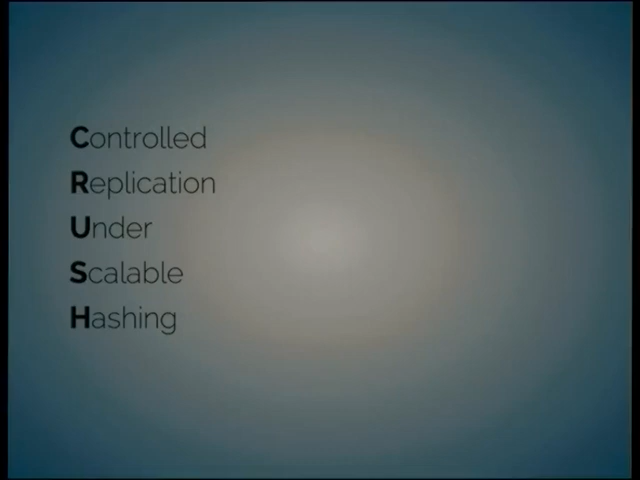 Controlled
Replication
Under
Scalable
Hashing